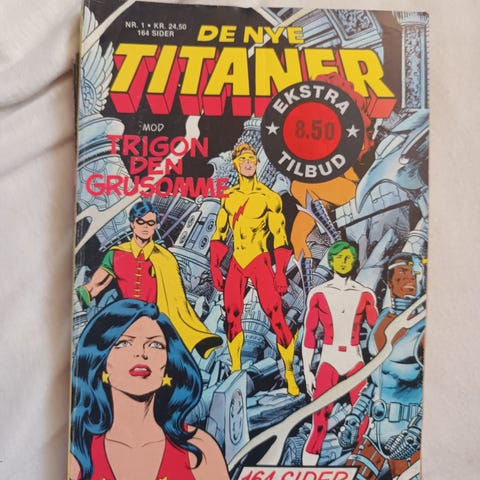 NR. 1 • KR. 24,50
164 SIDER
DE NYE
TITANER
EKSTRA
8.50
TILBUD
MOD
TRIGON
DEN
GRUSOMME
164 SIDER